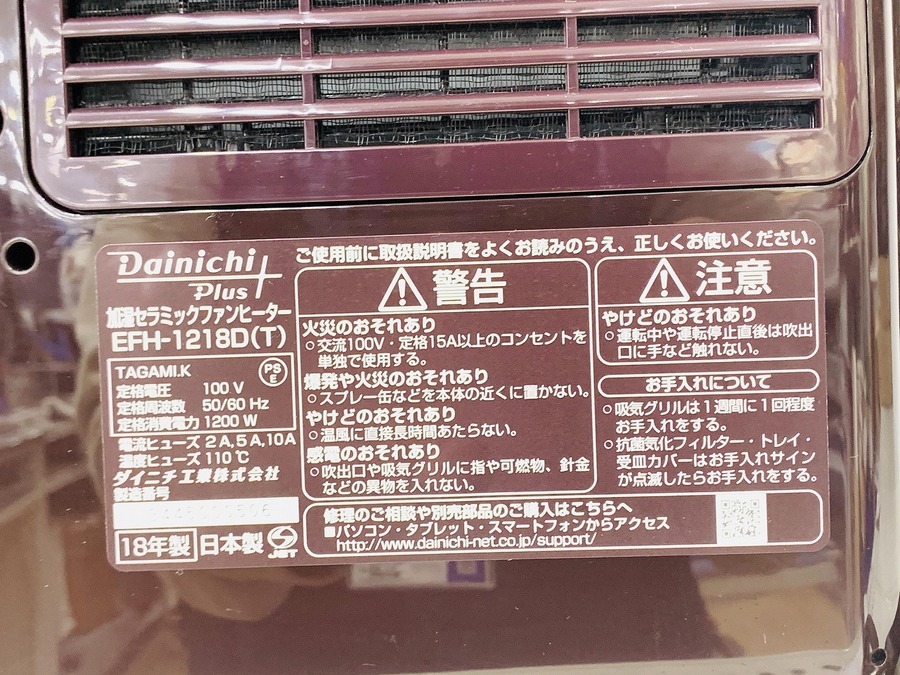 Dainichi
Plus
加湿セラミックファンヒーター
EFH-1218D(T)
TAGAMI.K
PS
E
定格電圧 100 V
定格周波数 50/60 Hz
定格消費電力 1200 W
電流ヒューズ 2 A,5 A,10A
温度ヒューズ 110℃
ダイニチ工業株式会社
製造番号
18年製 日本製 JET
ご使用前に取扱説明書をよくお読みのうえ、正しくお使いください。
警告
火災のおそれあり
○交流100V・定格15A以上のコンセントを
単独で使用する。
爆発や火災のおそれあり
○スプレー缶などを本体の近くに置かない。
やけどのおそれあり
○温風に直接長時間あたらない。
感電のおそれあり
○吹出口や吸気グリルに指や可燃物、針金
などの異物を入れない。
注意
やけどのおそれあり
○運転中や運転停止直後は吹出
口に手など触れない。
お手入れについて
○吸気グリルは1週間に1回程度
お手入れをする。
○抗菌気化フィルター・トレイ・
受皿カバーはお手入れサイン
が点滅したらお手入れをする。
修理のご相談や別売部品のご購入はこちらへ
■パソコン・タブレット・スマートフォンからアクセス
http://www.dainichi-net.co.jp/support/